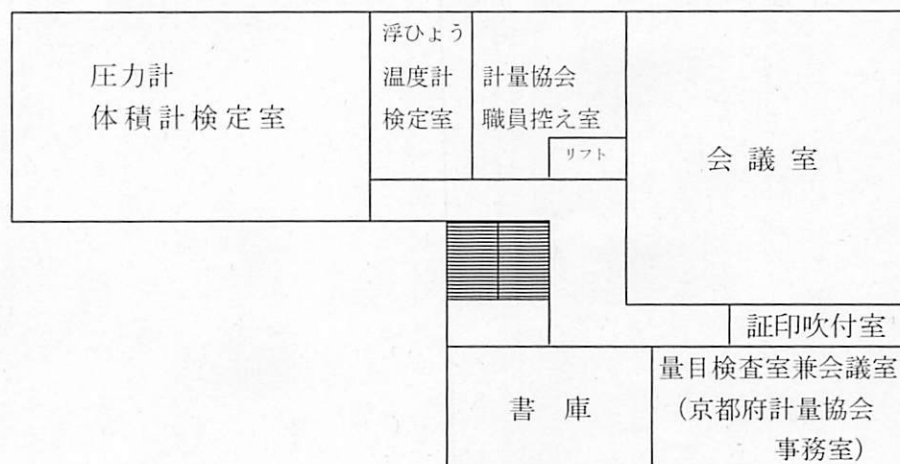 圧力計
体積計検定室
浮ひょう
温度計
検定室
計量協会
職員控え室
リフト
会議室
証印吹付室
書庫
量目検査室兼会議室
（京都府計量協会
事務室）